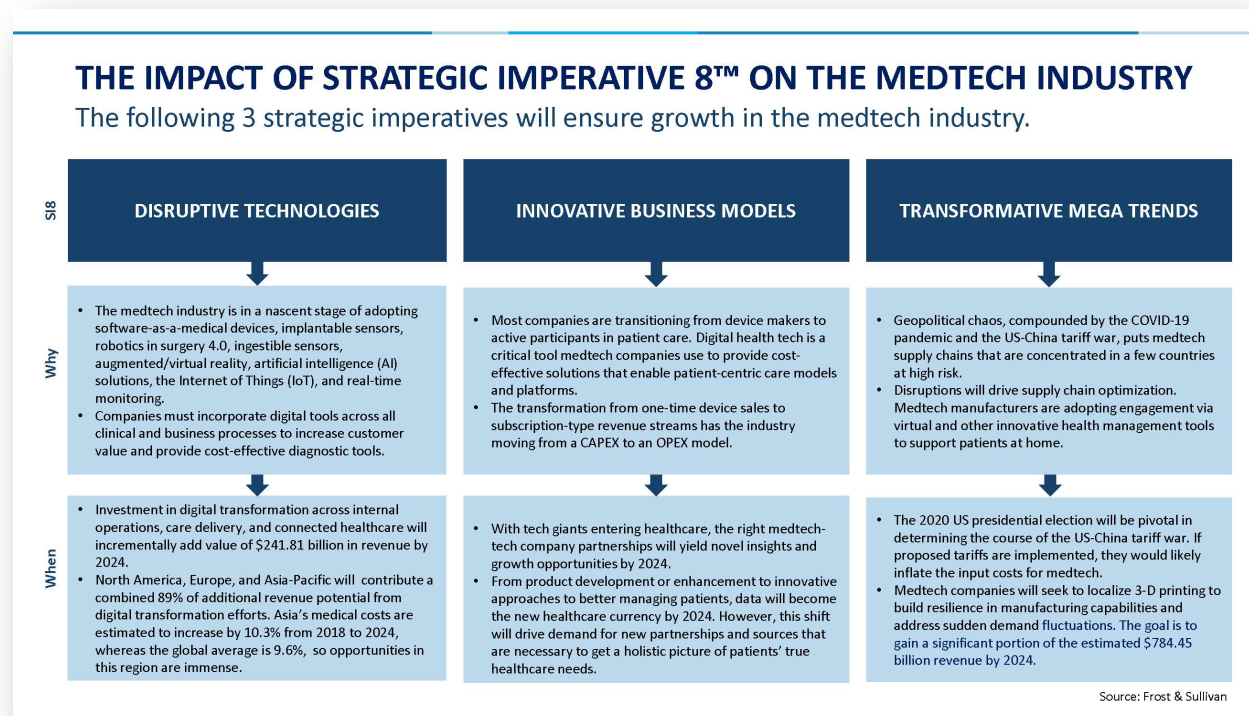 THE IMPACT OF STRATEGIC IMPERATIVE 8™ ON THE MEDTECH INDUSTRY
The following 3 strategic imperatives will ensure growth in the medtech industry.
SI8
DISRUPTIVE TECHNOLOGIES
INNOVATIVE BUSINESS MODELS
TRANSFORMATIVE MEGA TRENDS
Why
• The medtech industry is in a nascent stage of adopting
software-as-a-medical devices, implantable sensors,
robotics in surgery 4.0, ingestible sensors,
augmented/virtual reality, artificial intelligence (AI)
solutions, the Internet of Things (IoT), and real-time
monitoring.
• Companies must incorporate digital tools across all
clinical and business processes to increase customer
value and provide cost-effective diagnostic tools.
• Most companies are transitioning from device makers to
active participants in patient care. Digital health tech is a
critical tool medtech companies use to provide cost-
effective solutions that enable patient-centric care models
and platforms.
• The transformation from one-time device sales to
subscription-type revenue streams has the industry
moving from a CAPEX to an OPEX model.
• Geopolitical chaos, compounded by the COVID-19
pandemic and the US-China tariff war, puts medtech
supply chains that are concentrated in a few countries
at high risk.
• Disruptions will drive supply chain optimization.
Medtech manufacturers are adopting engagement via
virtual and other innovative health management tools
to support patients at home.
When
• Investment in digital transformation across internal
operations, care delivery, and connected healthcare will
incrementally add value of $241.81 billion in revenue by
2024.
• North America, Europe, and Asia-Pacific will contribute a
combined 89% of additional revenue potential from
digital transformation efforts. Asia's medical costs are
estimated to increase by 10.3% from 2018 to 2024,
whereas the global average is 9.6%, so opportunities in
this region are immense.
• With tech giants entering healthcare, the right medtech-
tech company partnerships will yield novel insights and
growth opportunities by 2024.
• From product development or enhancement to innovative
approaches to better managing patients, data will become
the new healthcare currency by 2024. However, this shift
will drive demand for new partnerships and sources that
are necessary to get a holistic picture of patients' true
healthcare needs.
• The 2020 US presidential election will be pivotal in
determining the course of the US-China tariff war. If
proposed tariffs are implemented, they would likely
inflate the input costs for medtech.
• Medtech companies will seek to localize 3-D printing to
build resilience in manufacturing capabilities and
address sudden demand fluctuations. The goal is to
gain a significant portion of the estimated $784.45
billion revenue by 2024.
Source: Frost & Sullivan